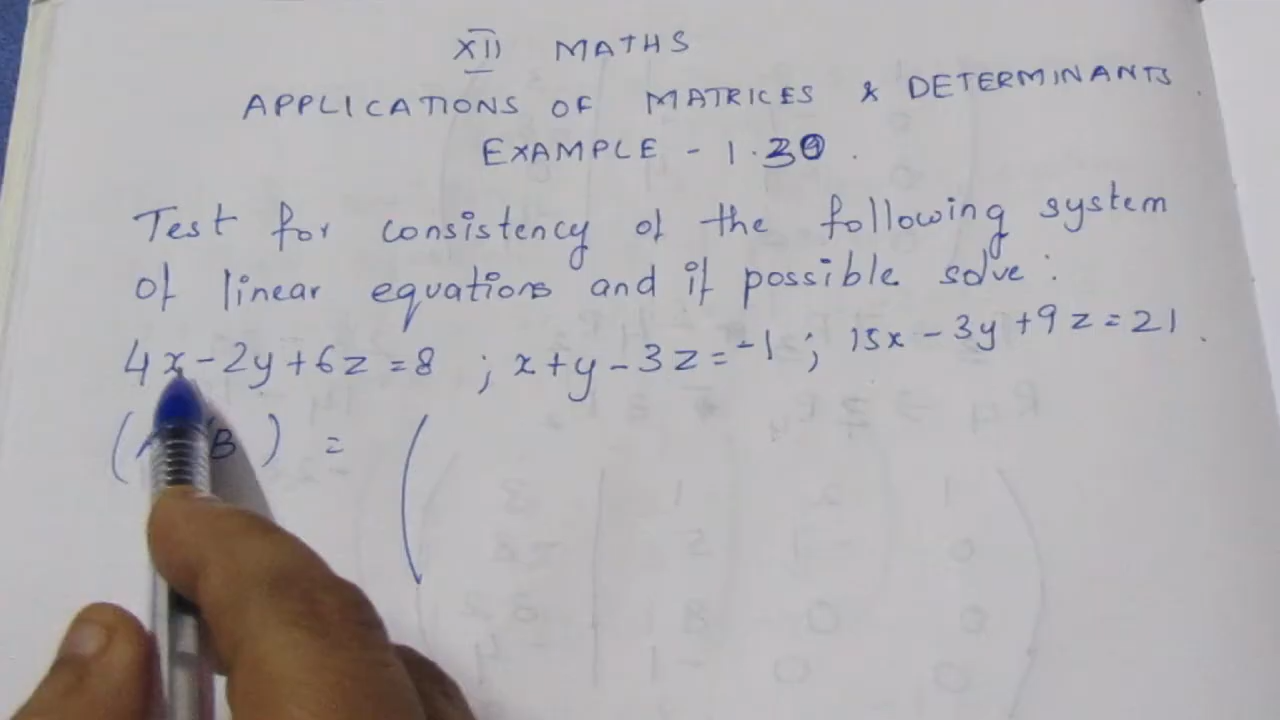 XII MATHS
APPLICATIONS OF MATRICES & DETERMINANTS
EXAMPLE - 1.30.
Test for consistency of the following system
of linear equations and if possible solve :
4x - 2y + 6z = 8 ; x + y - 3z = -1 ; 15x - 3y + 9z = 21.
( B ) = (